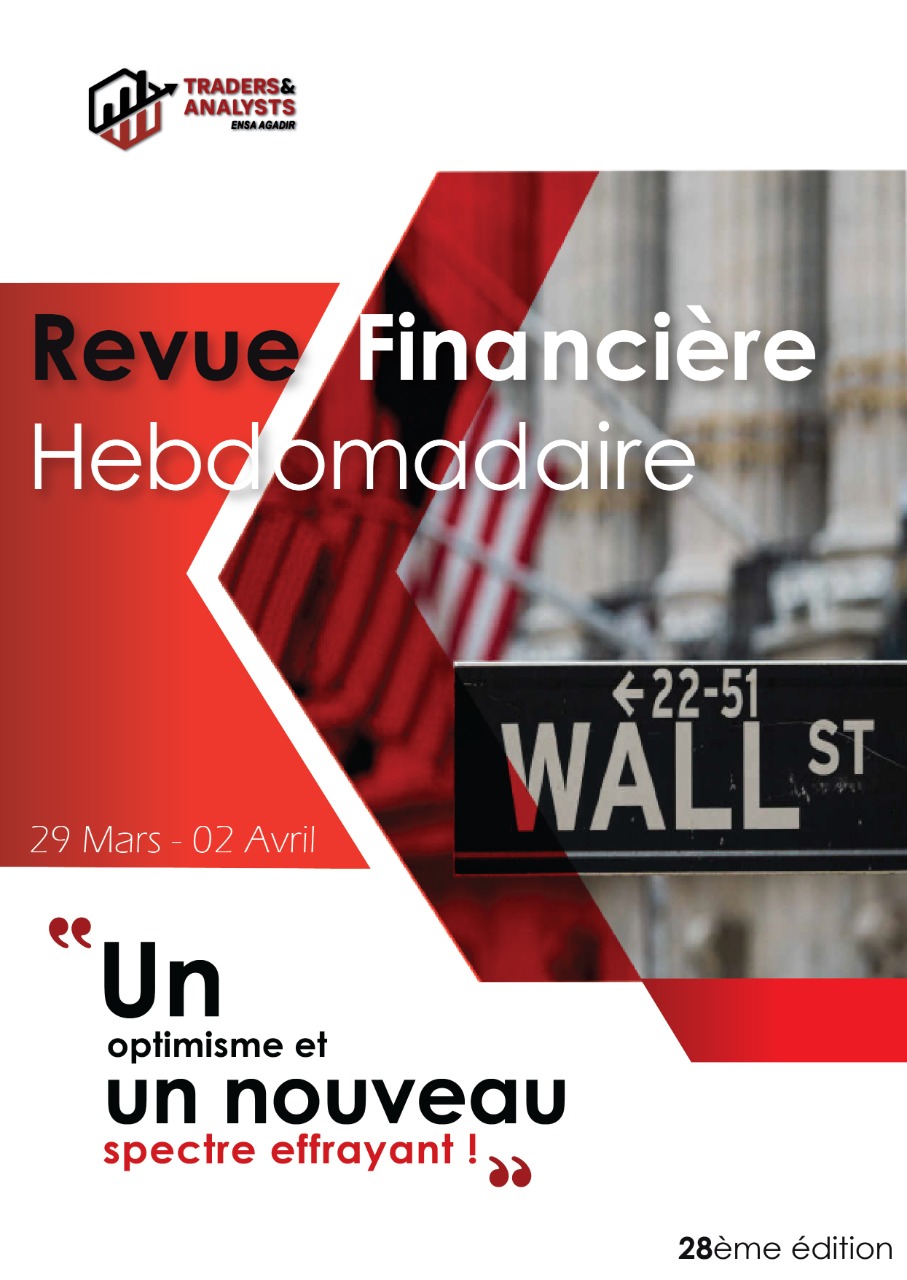 TRADERS&
ANALYSTS
ENSA AGADIR
Revue Financière
Hebdomadaire
←22-51
WALL ST
29 Mars - 02 Avril
“Un
optimisme et
un nouveau
spectre effrayant !”
28ème édition